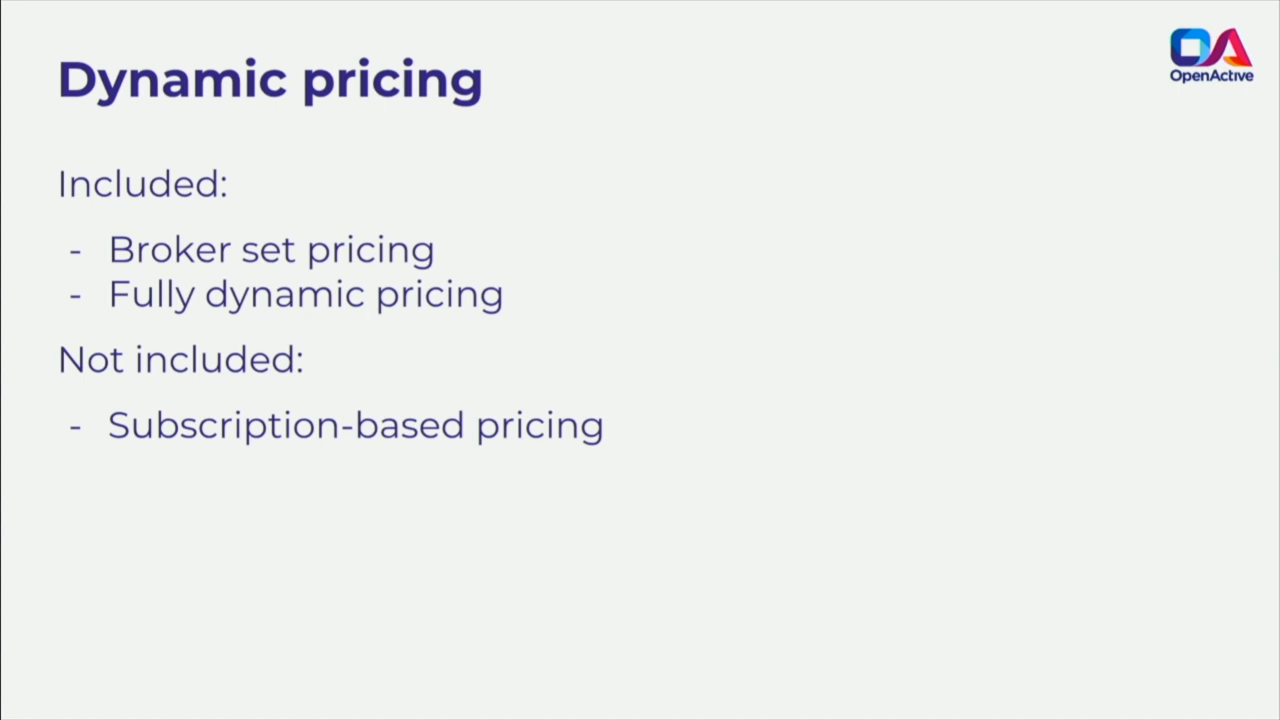 Dynamic pricing
OpenActive
Included:
- Broker set pricing
- Fully dynamic pricing
Not included:
- Subscription-based pricing